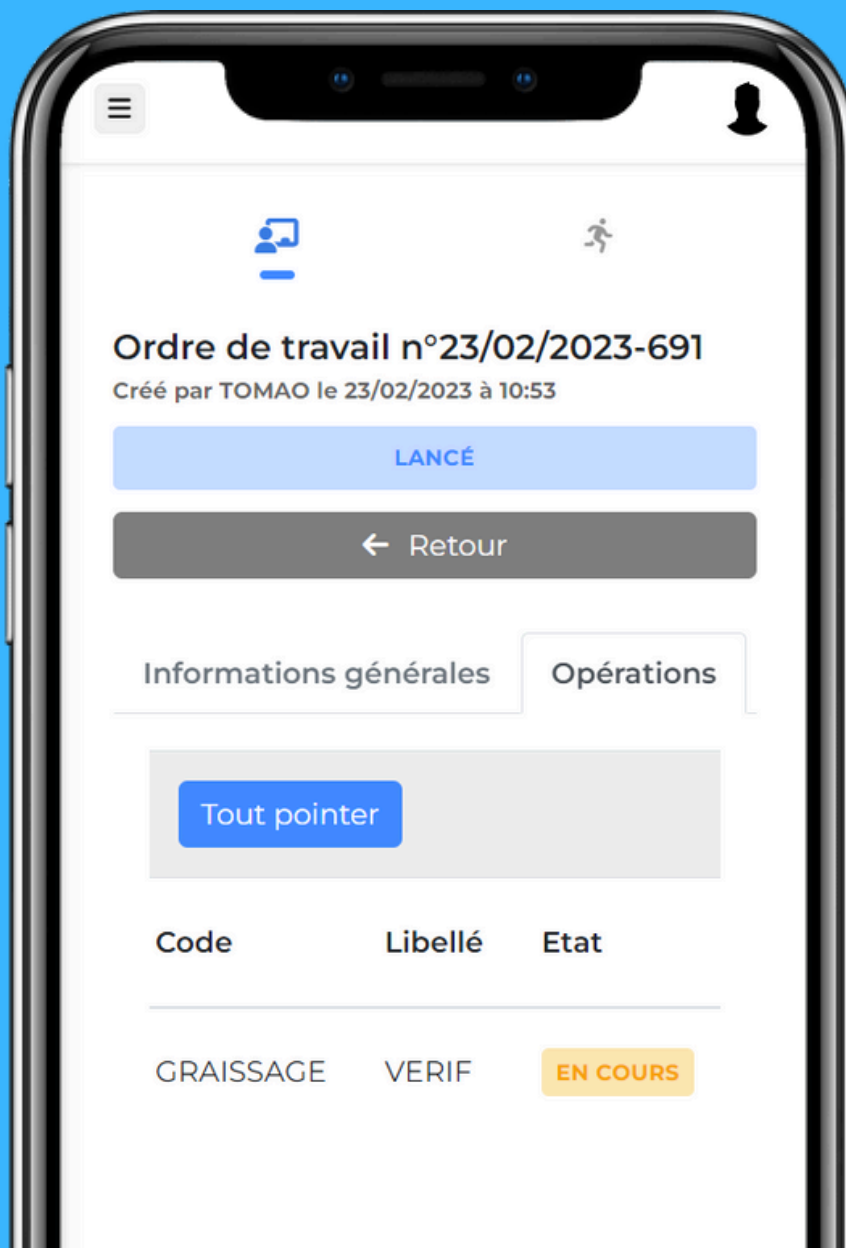 Ordre de travail n°23/02/2023-691
Créé par TOMAO le 23/02/2023 à 10:53
LANCÉ
← Retour
Informations générales Opérations
Tout pointer
Code Libellé Etat
GRAISSAGE VERIF EN COURS